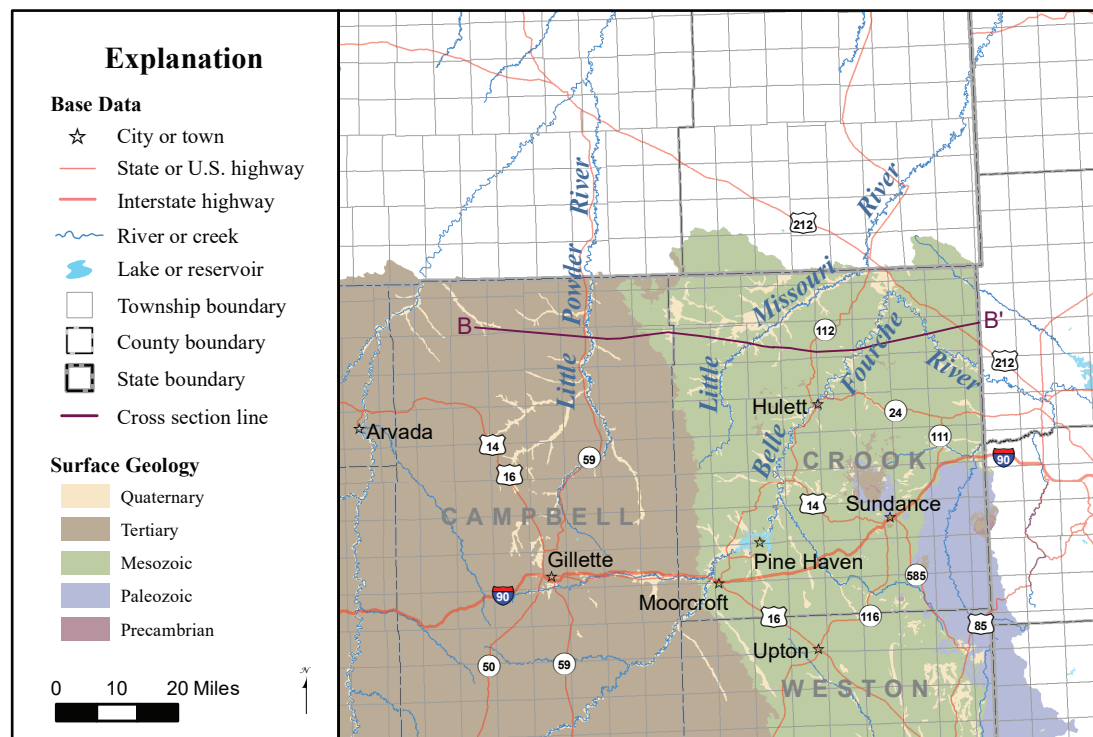 Explanation
Base Data
City or town
State or U.S. highway
Interstate highway
River or creek
Lake or reservoir
Township boundary
County boundary
State boundary
Cross section line
Surface Geology
Quaternary
Tertiary
Mesozoic
Paleozoic
Precambrian
0 10 20 Miles
N
Little Powder River
Little Missouri River
Belle Fourche River
212
B
B'
112
212
Hulett
24
Arvada
14
16
59
111
90
CROOK
CAMPBELL
14
Sundance
Gillette
Pine Haven
90
Moorcroft
585
16
116
85
Upton
50
59
WESTON